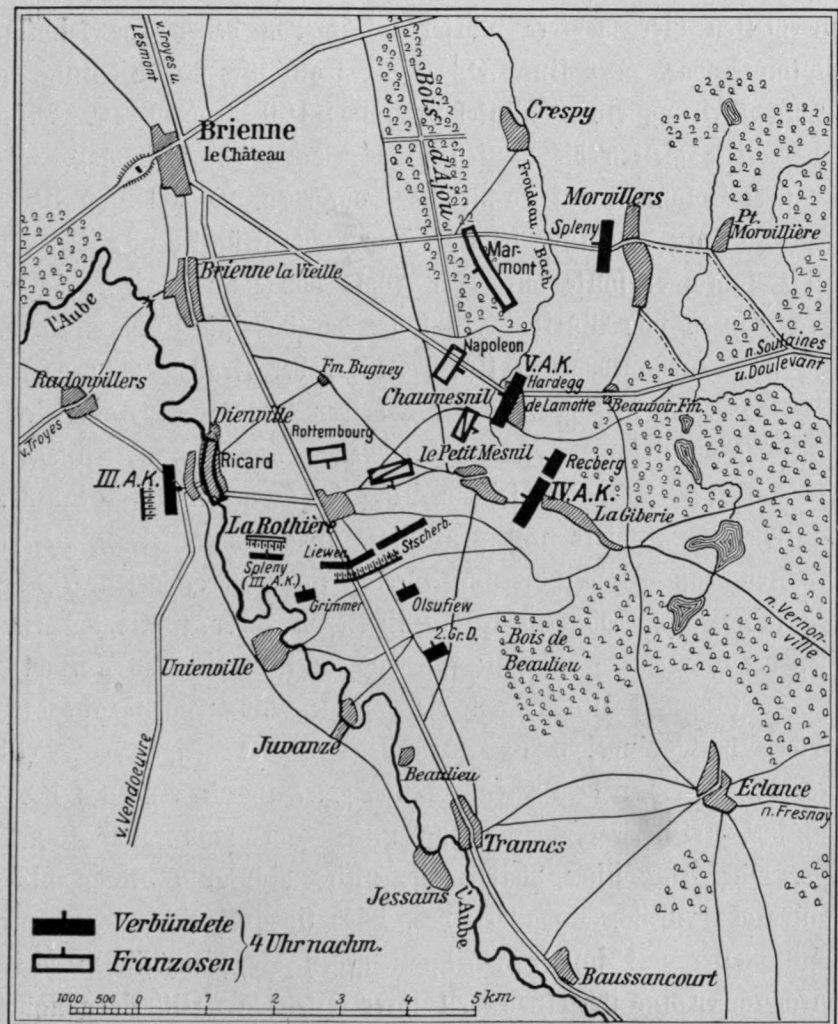 v. Troyes u.
Lesmont
Brienne
le Château
Bois d'Ajou
Crespy
Froideau-Bach
Morvillers
Spleny
Pt.
Morvillière
Mar-
mont
Brienne la Vieille
l'Aube
Napoleon
V.A.K.
Hardegg
n. Soulaines
u. Doulevant
Radonvillers
Fm. Bugney
Chaumesnil
de Lamotte
Beauvoir Fm.
v. Troyes
Dienville
Rottembourg
le Petit Mesnil
Recberg
III. A.K.
Ricard
IV. A.K.
La Giberie
La Rothière
Liewen
Stscherb.
Spleny
(III. A.K.)
Grimmer
Olsufiew
n. Vernon-
ville
2. Gr. D.
Bois de
Beaulieu
Unienville
Juvanze
v. Vendoeuvre
Beaulieu
Eclance
n. Fresnay
Tranncs
Jessains
l'Aube
Verbündete
Franzosen
4 Uhr nachm.
Baussancourt
1000 500 0 1 2 3 4 5 km